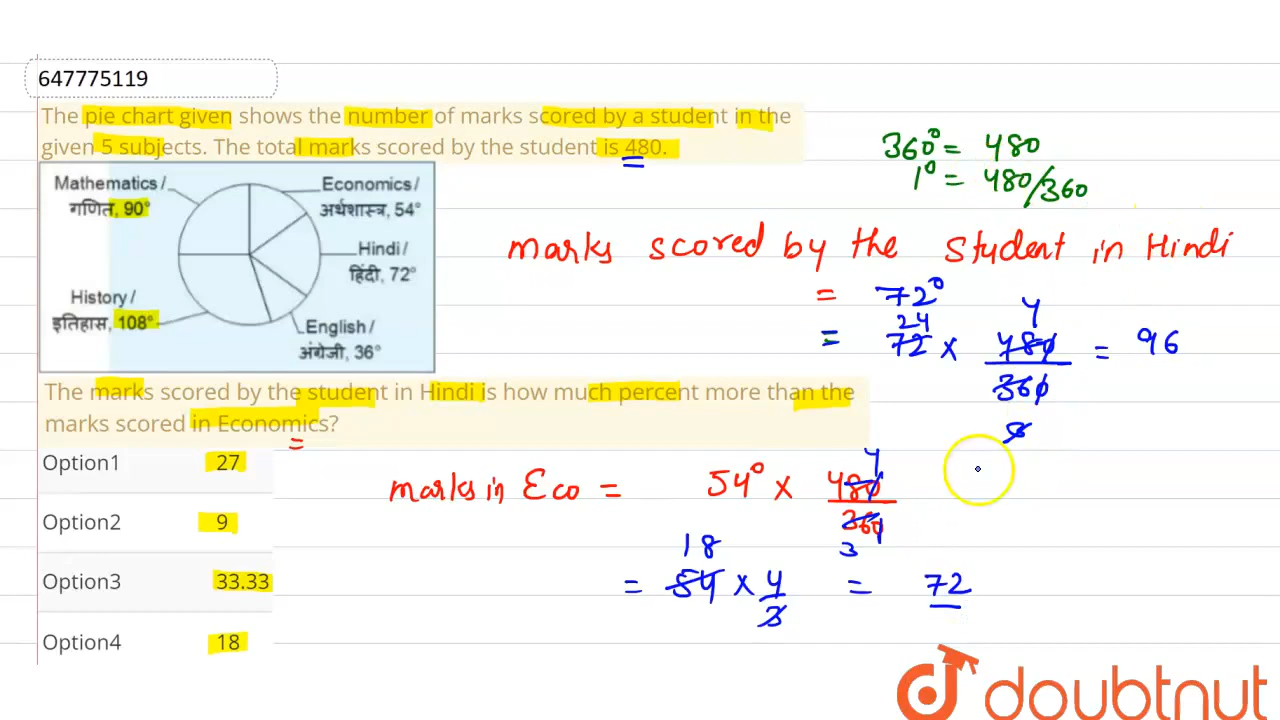 647775119
The pie chart given shows the number of marks scored by a student in the
given 5 subjects. The total marks scored by the student is 480.
Mathematics /
गणित, 90°
Economics /
अर्थशास्त्र, 54°
Hindi /
हिंदी, 72°
History /
इतिहास, 108°
English /
अंग्रेजी, 36°
The marks scored by the student in Hindi is how much percent more than the
marks scored in Economics?
Option1 27
Option2 9
Option3 33.33
Option4 18
360° = 480
1° = 480/360
marks scored by the student in Hindi
= 72°
24 4
= 72 × 480/360 = 96
=
4
marks in Eco = 54° × 480/360
3
18
= 54 × 4/3 = 72
doubtnut